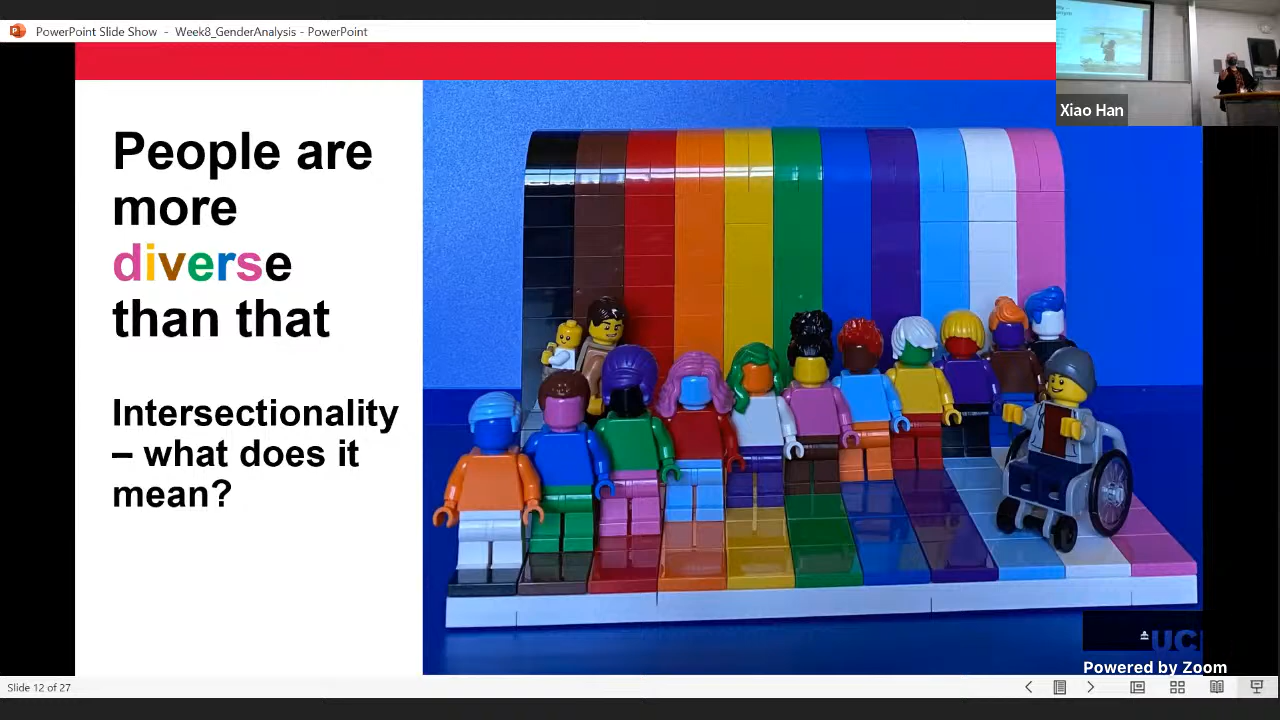 PowerPoint Slide Show - Week8_GenderAnalysis - PowerPoint
Xiao Han
People are
more
diverse
than that
Intersectionality
– what does it
mean?
UC
Powered by Zoom
Slide 12 of 27